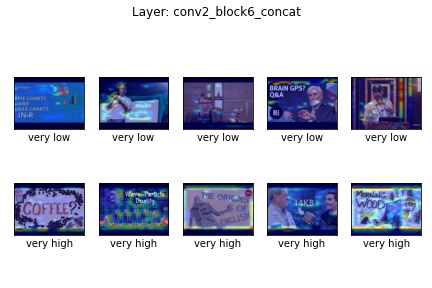 Layer: conv2_block6_concat
PIE CHARTS
AND
BAR CHARTS
IN R
BRAIN GPS?
Q&A
Ri
very low
very low
very low
very low
very low
COFFEE?
Wave-Particle
Duality
THE ORIGINS
OF
ENGLISH
14KB
MORNING
WOOD
very high
very high
very high
very high
very high